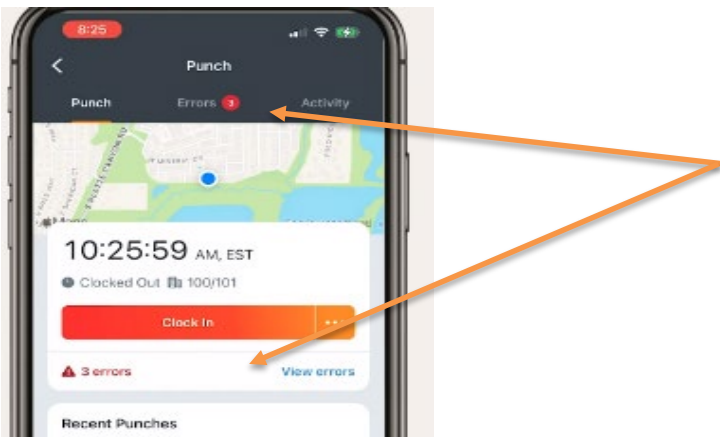 8:25
Punch
Punch Errors 3 Activity
10:25:59 AM, EST
Clocked Out 100/101
Clock In
3 errors View errors
Recent Punches